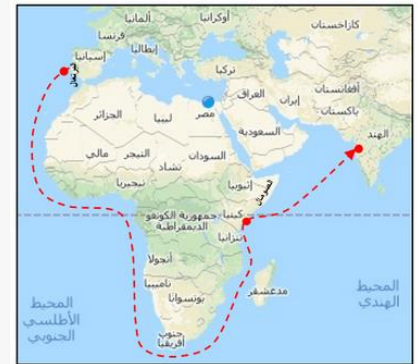 ألمانيا
أوكرانيا
كازاخستان
فرنسا
إيطاليا
إسبانيا
البرتغال
تركيا
أفغانستان
العراق
إيران
باكستان
الجزائر
ليبيا
مصر
السعودية
الهند
مالي
النيجر
تشاد
السودان
نيجيريا
إثيوبيا
الصومال
كينيا
جمهورية الكونغو
الديمقراطية
تنزانيا
أنجولا
ناميبيا
بوتسوانا
مدغشقر
جنوب
أفريقيا
المحيط
الأطلسي
الجنوبي
المحيط
الهندي